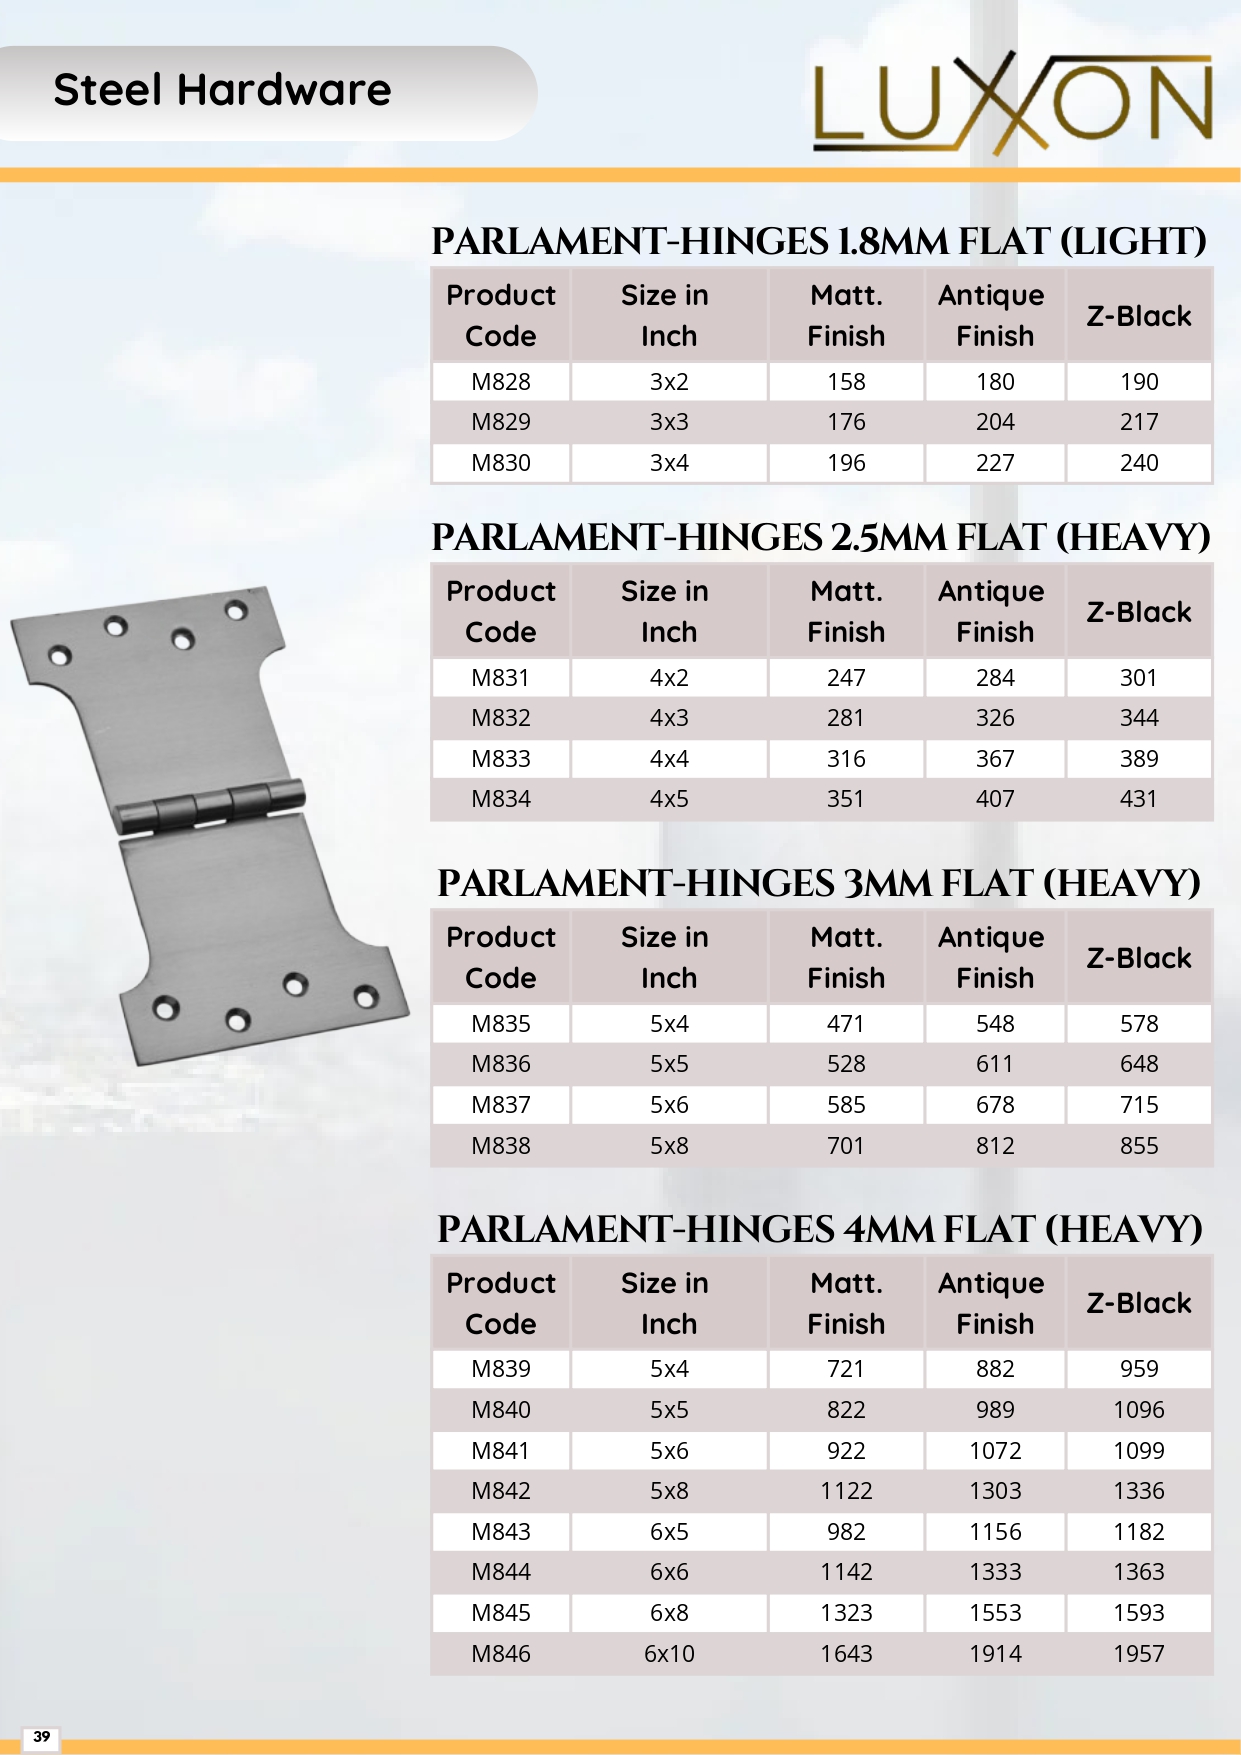 Steel Hardware
LUXXON
PARLAMENT-HINGES 1.8MM FLAT (LIGHT)
Product Code Size in Inch Matt. Finish Antique Finish Z-Black
M828 3x2 158 180 190
M829 3x3 176 204 217
M830 3x4 196 227 240
PARLAMENT-HINGES 2.5MM FLAT (HEAVY)
Product Code Size in Inch Matt. Finish Antique Finish Z-Black
M831 4x2 247 284 301
M832 4x3 281 326 344
M833 4x4 316 367 389
M834 4x5 351 407 431
PARLAMENT-HINGES 3MM FLAT (HEAVY)
Product Code Size in Inch Matt. Finish Antique Finish Z-Black
M835 5x4 471 548 578
M836 5x5 528 611 648
M837 5x6 585 678 715
M838 5x8 701 812 855
PARLAMENT-HINGES 4MM FLAT (HEAVY)
Product Code Size in Inch Matt. Finish Antique Finish Z-Black
M839 5x4 721 882 959
M840 5x5 822 989 1096
M841 5x6 922 1072 1099
M842 5x8 1122 1303 1336
M843 6x5 982 1156 1182
M844 6x6 1142 1333 1363
M845 6x8 1323 1553 1593
M846 6x10 1643 1914 1957
39